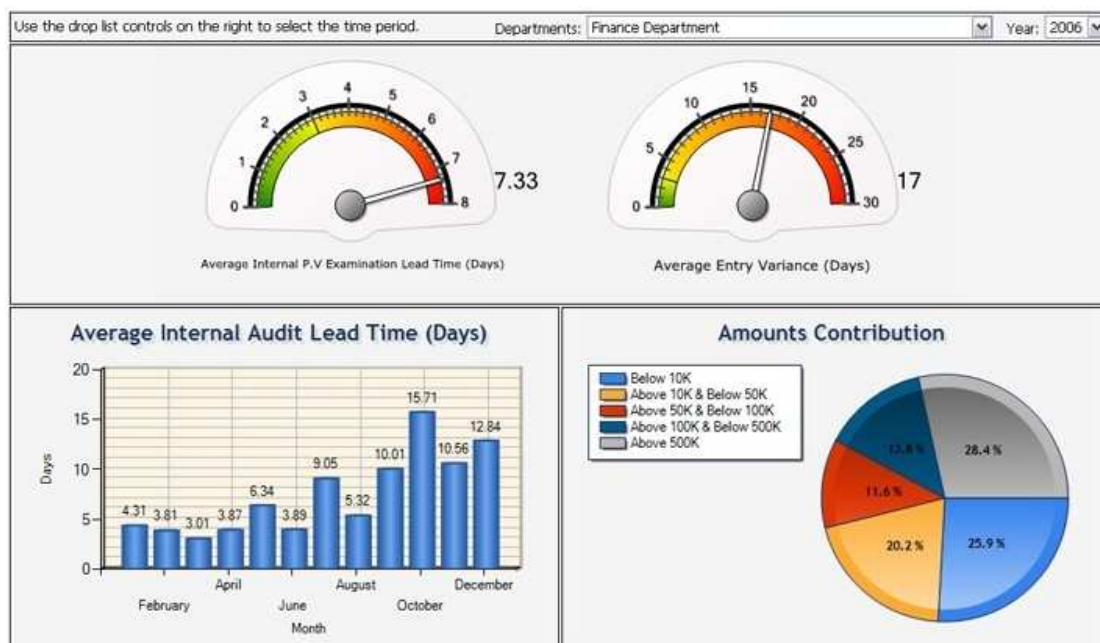 Use the drop list controls on the right to select the time period. Departments: Finance Department Year: 2006
0 1 2 3 4 5 6 7 8
7.33
Average Internal P.V Examination Lead Time (Days)
0 5 10 15 20 25 30
17
Average Entry Variance (Days)
Average Internal Audit Lead Time (Days)
Days
20
15
10
5
0
4.31 3.81 3.01 3.87 6.34 3.89 9.05 5.32 10.01 15.71 10.56 12.84
April August December
February June October
Month
Amounts Contribution
Below 10K
Above 10K & Below 50K
Above 50K & Below 100K
Above 100K & Below 500K
Above 500K
13.8 %
28.4 %
11.6 %
20.2 %
25.9 %